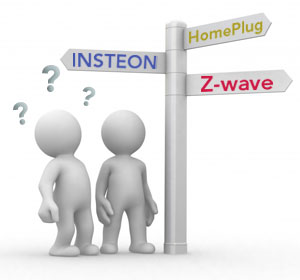 HomePlug
INSTEON
Z-wave
? ? ?